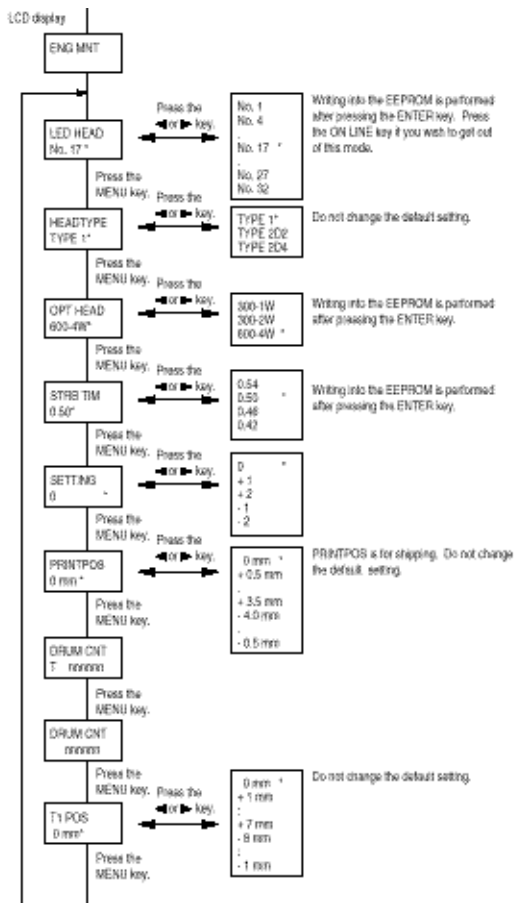 LCD display
ENG MNT
LED HEAD
No. 17 *
Press the
◄ or ► key.
No. 1
No. 4
.
No. 17 *
.
No. 27
No. 32
Writing into the EEPROM is performed
after pressing the ENTER key. Press
the ON LINE key if you wish to get out
of this mode.
Press the
MENU key.
HEADTYPE
TYPE 1*
Press the
◄ or ► key.
TYPE 1*
TYPE 2D2
TYPE 2D4
Do not change the default setting.
Press the
MENU key.
OPT HEAD
600-4W*
Press the
◄ or ► key.
300-1W
300-2W
600-4W *
Writing into the EEPROM is performed
after pressing the ENTER key.
Press the
MENU key.
STRB TIM
0.50*
Press the
◄ or ► key.
0.54
0.50 *
0.46
0.42
Writing into the EEPROM is performed
after pressing the ENTER key.
Press the
MENU key.
SETTING
0 *
Press the
◄ or ► key.
0 *
+ 1
+ 2
- 1
- 2
Press the
MENU key.
PRINTPOS
0 mm *
Press the
◄ or ► key.
0 mm *
+ 0.5 mm
.
+ 3.5 mm
- 4.0 mm
.
- 0.5 mm
PRINTPOS is for shipping. Do not change
the default setting.
Press the
MENU key.
DRUM CNT
T nnnnnn
Press the
MENU key.
DRUM CNT
nnnnnn
Press the
MENU key.
T1 POS
0 mm*
Press the
◄ or ► key.
0 mm *
+ 1 mm
:
+ 7 mm
- 8 mm
:
- 1 mm
Do not change the default setting.
Press the
MENU key.